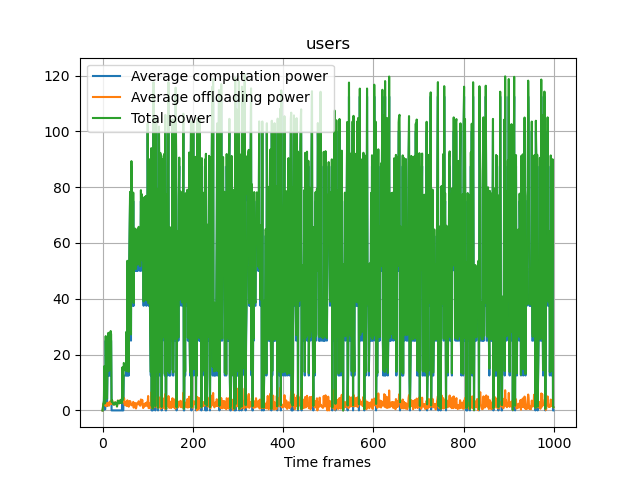 users
Average computation power
Average offloading power
Total power
120
100
80
60
40
20
0
0 200 400 600 800 1000
Time frames